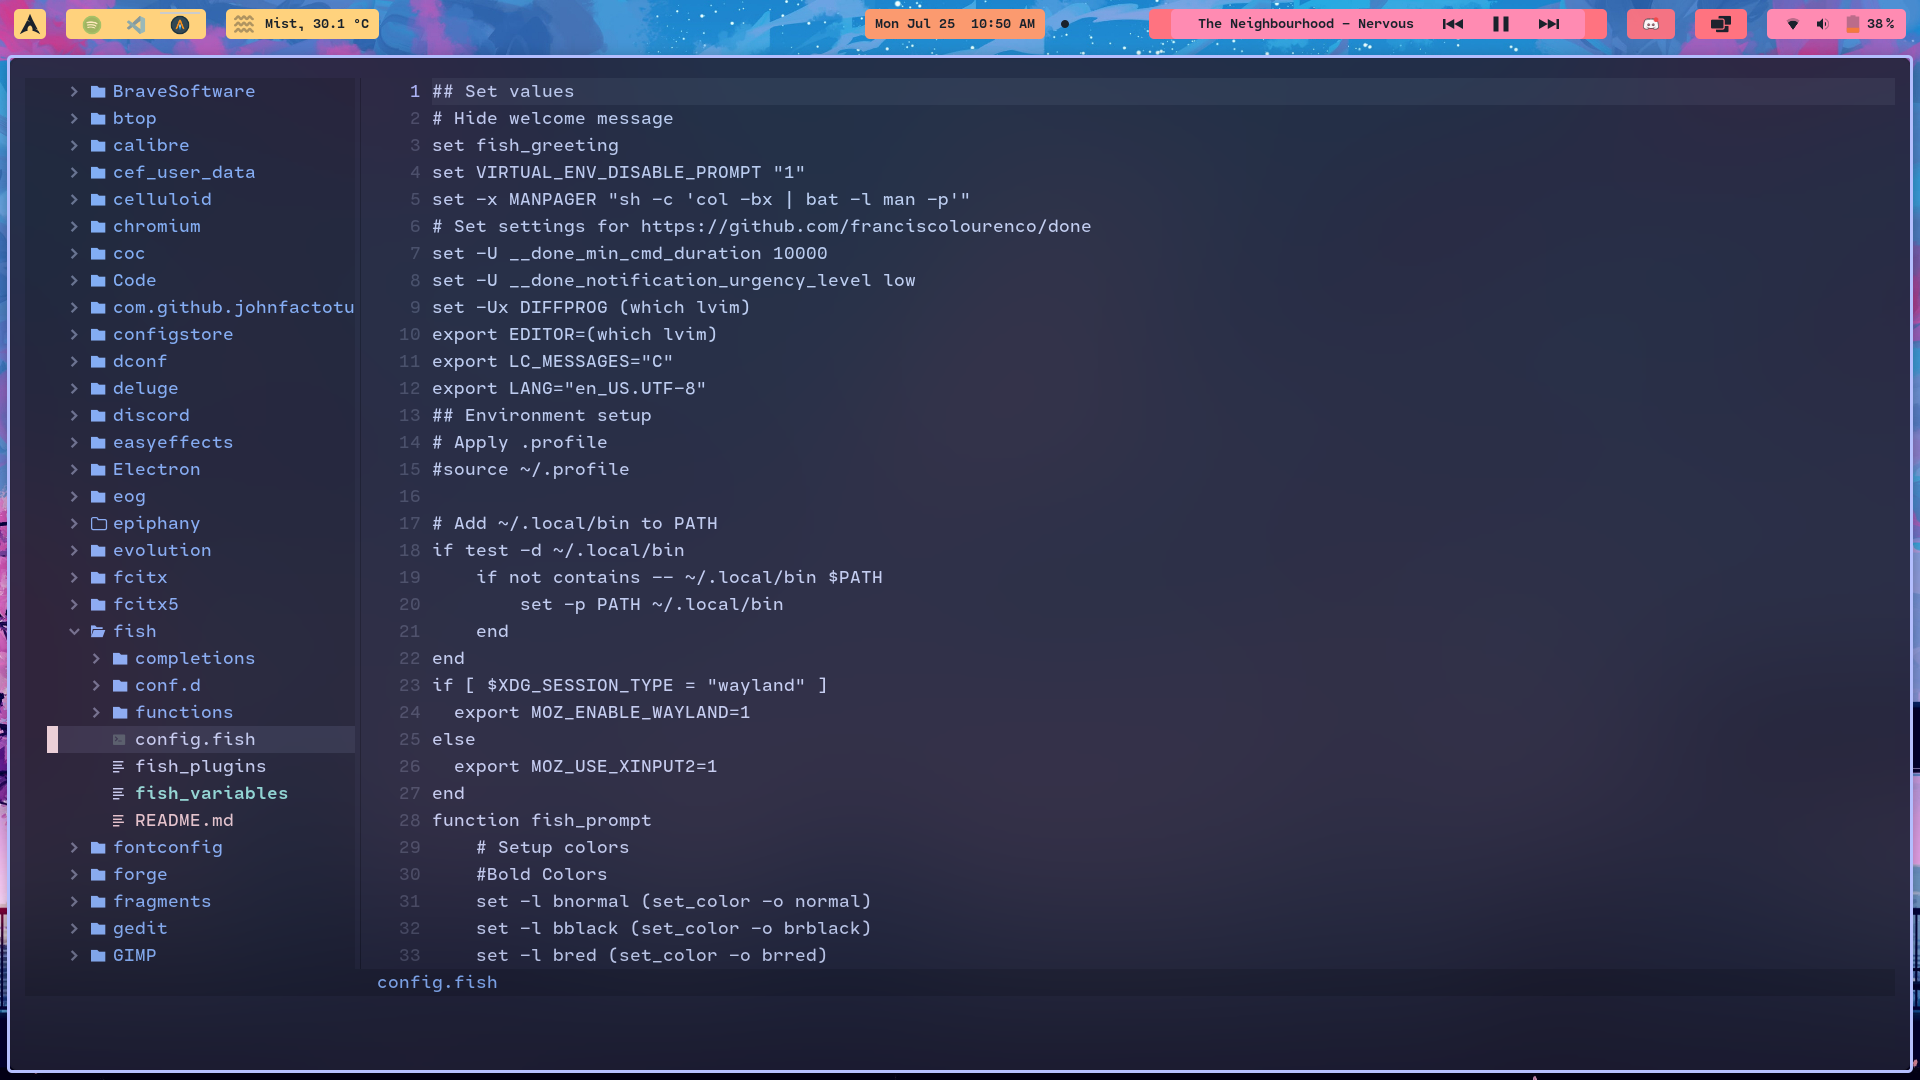 Mist, 30.1 °C
Mon Jul 25 10:50 AM
The Neighbourhood – Nervous
38%
BraveSoftware
btop
calibre
cef_user_data
celluloid
chromium
coc
Code
com.github.johnfactotu
configstore
dconf
deluge
discord
easyeffects
Electron
eog
epiphany
evolution
fcitx
fcitx5
fish
completions
conf.d
functions
config.fish
fish_plugins
fish_variables
README.md
fontconfig
forge
fragments
gedit
GIMP
1 ## Set values
2 # Hide welcome message
3 set fish_greeting
4 set VIRTUAL_ENV_DISABLE_PROMPT "1"
5 set -x MANPAGER "sh -c 'col -bx | bat -l man -p'"
6 # Set settings for https://github.com/franciscolourenco/done
7 set -U __done_min_cmd_duration 10000
8 set -U __done_notification_urgency_level low
9 set -Ux DIFFPROG (which lvim)
10 export EDITOR=(which lvim)
11 export LC_MESSAGES="C"
12 export LANG="en_US.UTF-8"
13 ## Environment setup
14 # Apply .profile
15 #source ~/.profile
16
17 # Add ~/.local/bin to PATH
18 if test -d ~/.local/bin
19     if not contains -- ~/.local/bin $PATH
20         set -p PATH ~/.local/bin
21     end
22 end
23 if [ $XDG_SESSION_TYPE = "wayland" ]
24   export MOZ_ENABLE_WAYLAND=1
25 else
26   export MOZ_USE_XINPUT2=1
27 end
28 function fish_prompt
29     # Setup colors
30     #Bold Colors
31     set -l bnormal (set_color -o normal)
32     set -l bblack (set_color -o brblack)
33     set -l bred (set_color -o brred)
config.fish